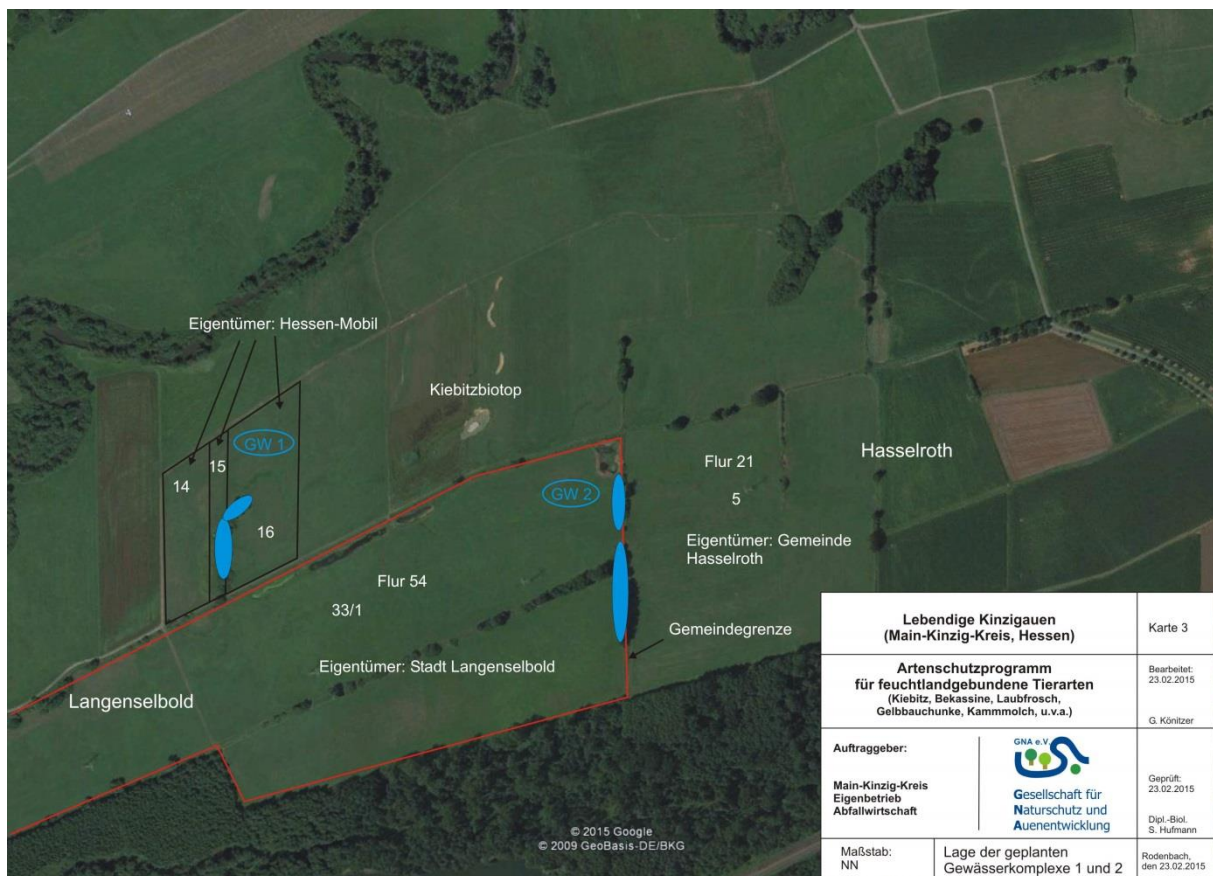 Eigentümer: Hessen-Mobil
Kiebitzbiotop
GW 1
15
14
16
GW 2
Flur 21
5
Hasselroth
Eigentümer: Gemeinde
Hasselroth
Flur 54
33/1
Gemeindegrenze
Eigentümer: Stadt Langenselbold
Langenselbold
© 2015 Google
© 2009 GeoBasis-DE/BKG
Lebendige Kinzigauen
(Main-Kinzig-Kreis, Hessen)
Karte 3
Artenschutzprogramm
für feuchtlandgebundene Tierarten
(Kiebitz, Bekassine, Laubfrosch,
Gelbbauchunke, Kammmolch, u.v.a.)
Bearbeitet:
23.02.2015
G. Könitzer
Auftraggeber:
Main-Kinzig-Kreis
Eigenbetrieb
Abfallwirtschaft
GNA e.V.
Gesellschaft für
Naturschutz und
Auenentwicklung
Geprüft:
23.02.2015
Dipl.-Biol.
S. Hufmann
Maßstab:
NN
Lage der geplanten
Gewässerkomplexe 1 und 2
Rodenbach,
den 23.02.2015